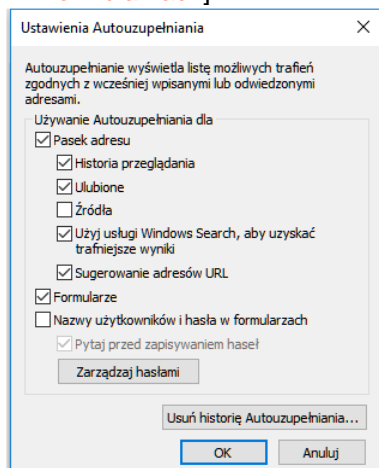 Ustawienia Autouzupełniania
Autouzupełnianie wyświetla listę możliwych trafień
zgodnych z wcześniej wpisanymi lub odwiedzonymi
adresami.
Używanie Autouzupełniania dla
Pasek adresu
Historia przeglądania
Ulubione
Źródła
Użyj usługi Windows Search, aby uzyskać
trafniejsze wyniki
Sugerowanie adresów URL
Formularze
Nazwy użytkowników i hasła w formularzach
Pytaj przed zapisywaniem haseł
Zarządzaj hasłami
Usuń historię Autouzupełniania...
OK Anuluj